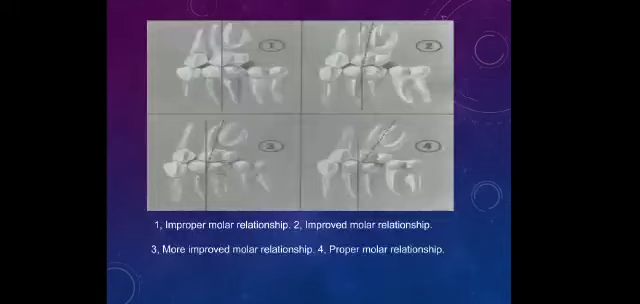 1
2
3
4
1, Improper molar relationship. 2, Improved molar relationship.
3, More improved molar relationship. 4, Proper molar relationship.